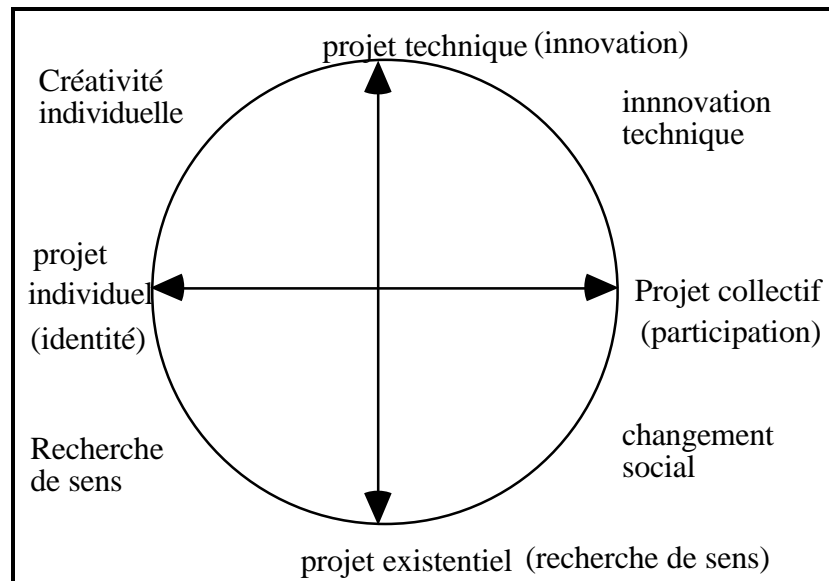 projet technique (innovation)
Créativité
individuelle
innnovation
technique
projet
individuel
(identité)
Projet collectif
(participation)
Recherche
de sens
changement
social
projet existentiel (recherche de sens)